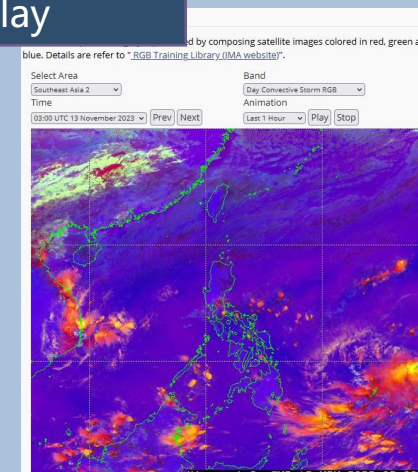 lay
ed by composing satellite images colored in red, green a
blue. Details are refer to " RGB Training Library (JMA website)".
Select Area
Band
Southeast Asia 2
Day Convective Storm RGB
Time
Animation
03:00 UTC 13 November 2023 Prev Next
Last 1 Hour Play Stop